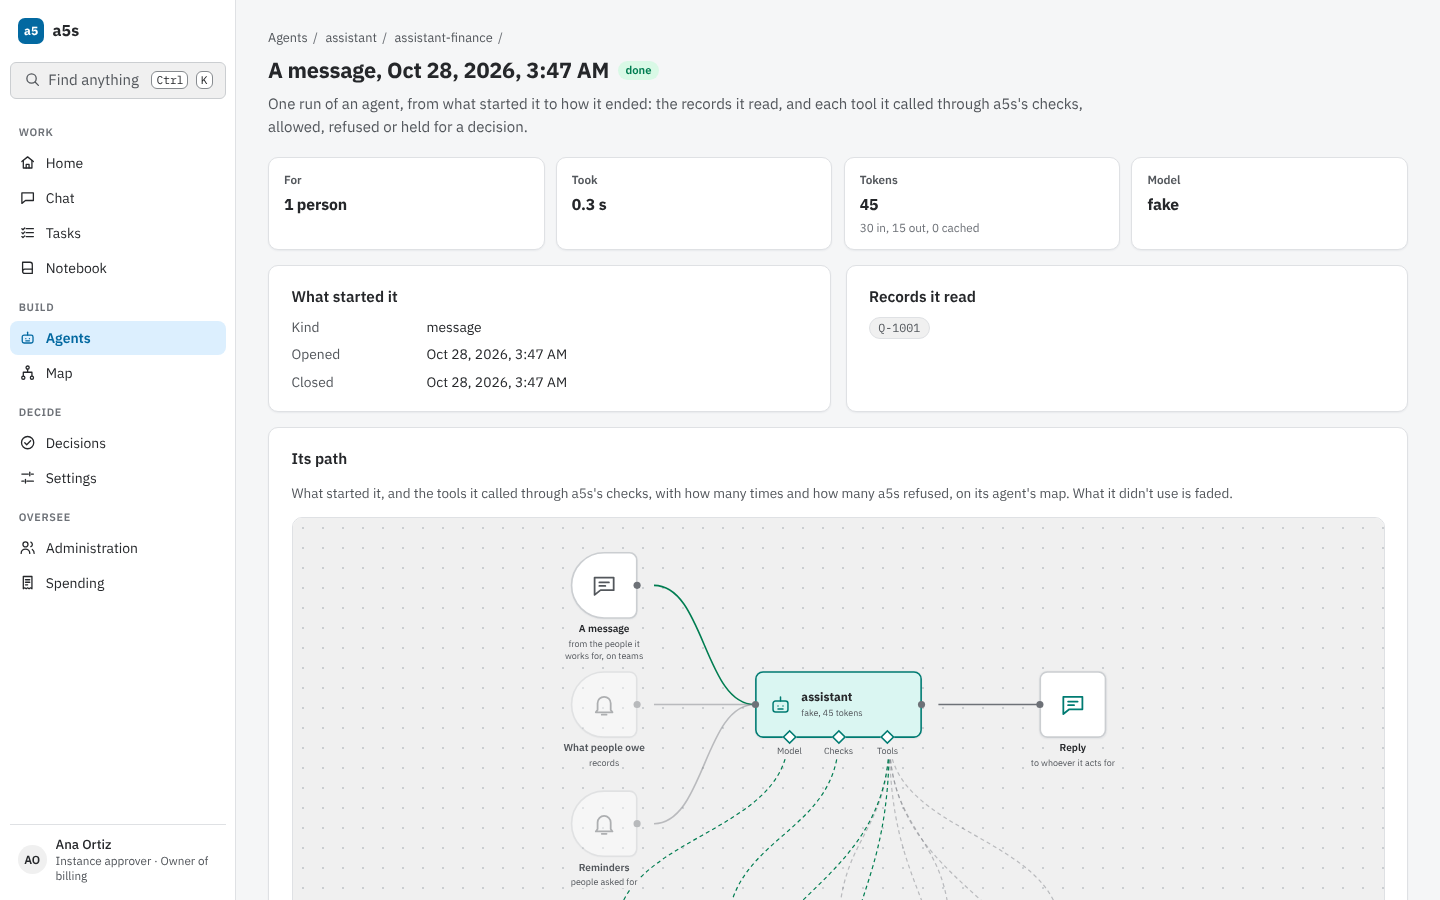 a5 a5s
Find anything Ctrl K
WORK
Home
Chat
Tasks
Notebook
BUILD
Agents
Map
DECIDE
Decisions
Settings
OVERSEE
Administration
Spending
AO
Ana Ortiz
Instance approver · Owner of
billing
Agents / assistant / assistant-finance /
A message, Oct 28, 2026, 3:47 AM done
One run of an agent, from what started it to how it ended: the records it read, and each tool it called through a5s's checks,
allowed, refused or held for a decision.
For
1 person
Took
0.3 s
Tokens
45
30 in, 15 out, 0 cached
Model
fake
What started it
Kind message
Opened Oct 28, 2026, 3:47 AM
Closed Oct 28, 2026, 3:47 AM
Records it read
Q-1001
Its path
What started it, and the tools it called through a5s's checks, with how many times and how many a5s refused, on its agent's map. What it didn't use is faded.
A message
from the people it
works for, on teams
What people owe
records
Reminders
people asked for
assistant
fake, 45 tokens
Model Checks Tools
Reply
to whoever it acts for